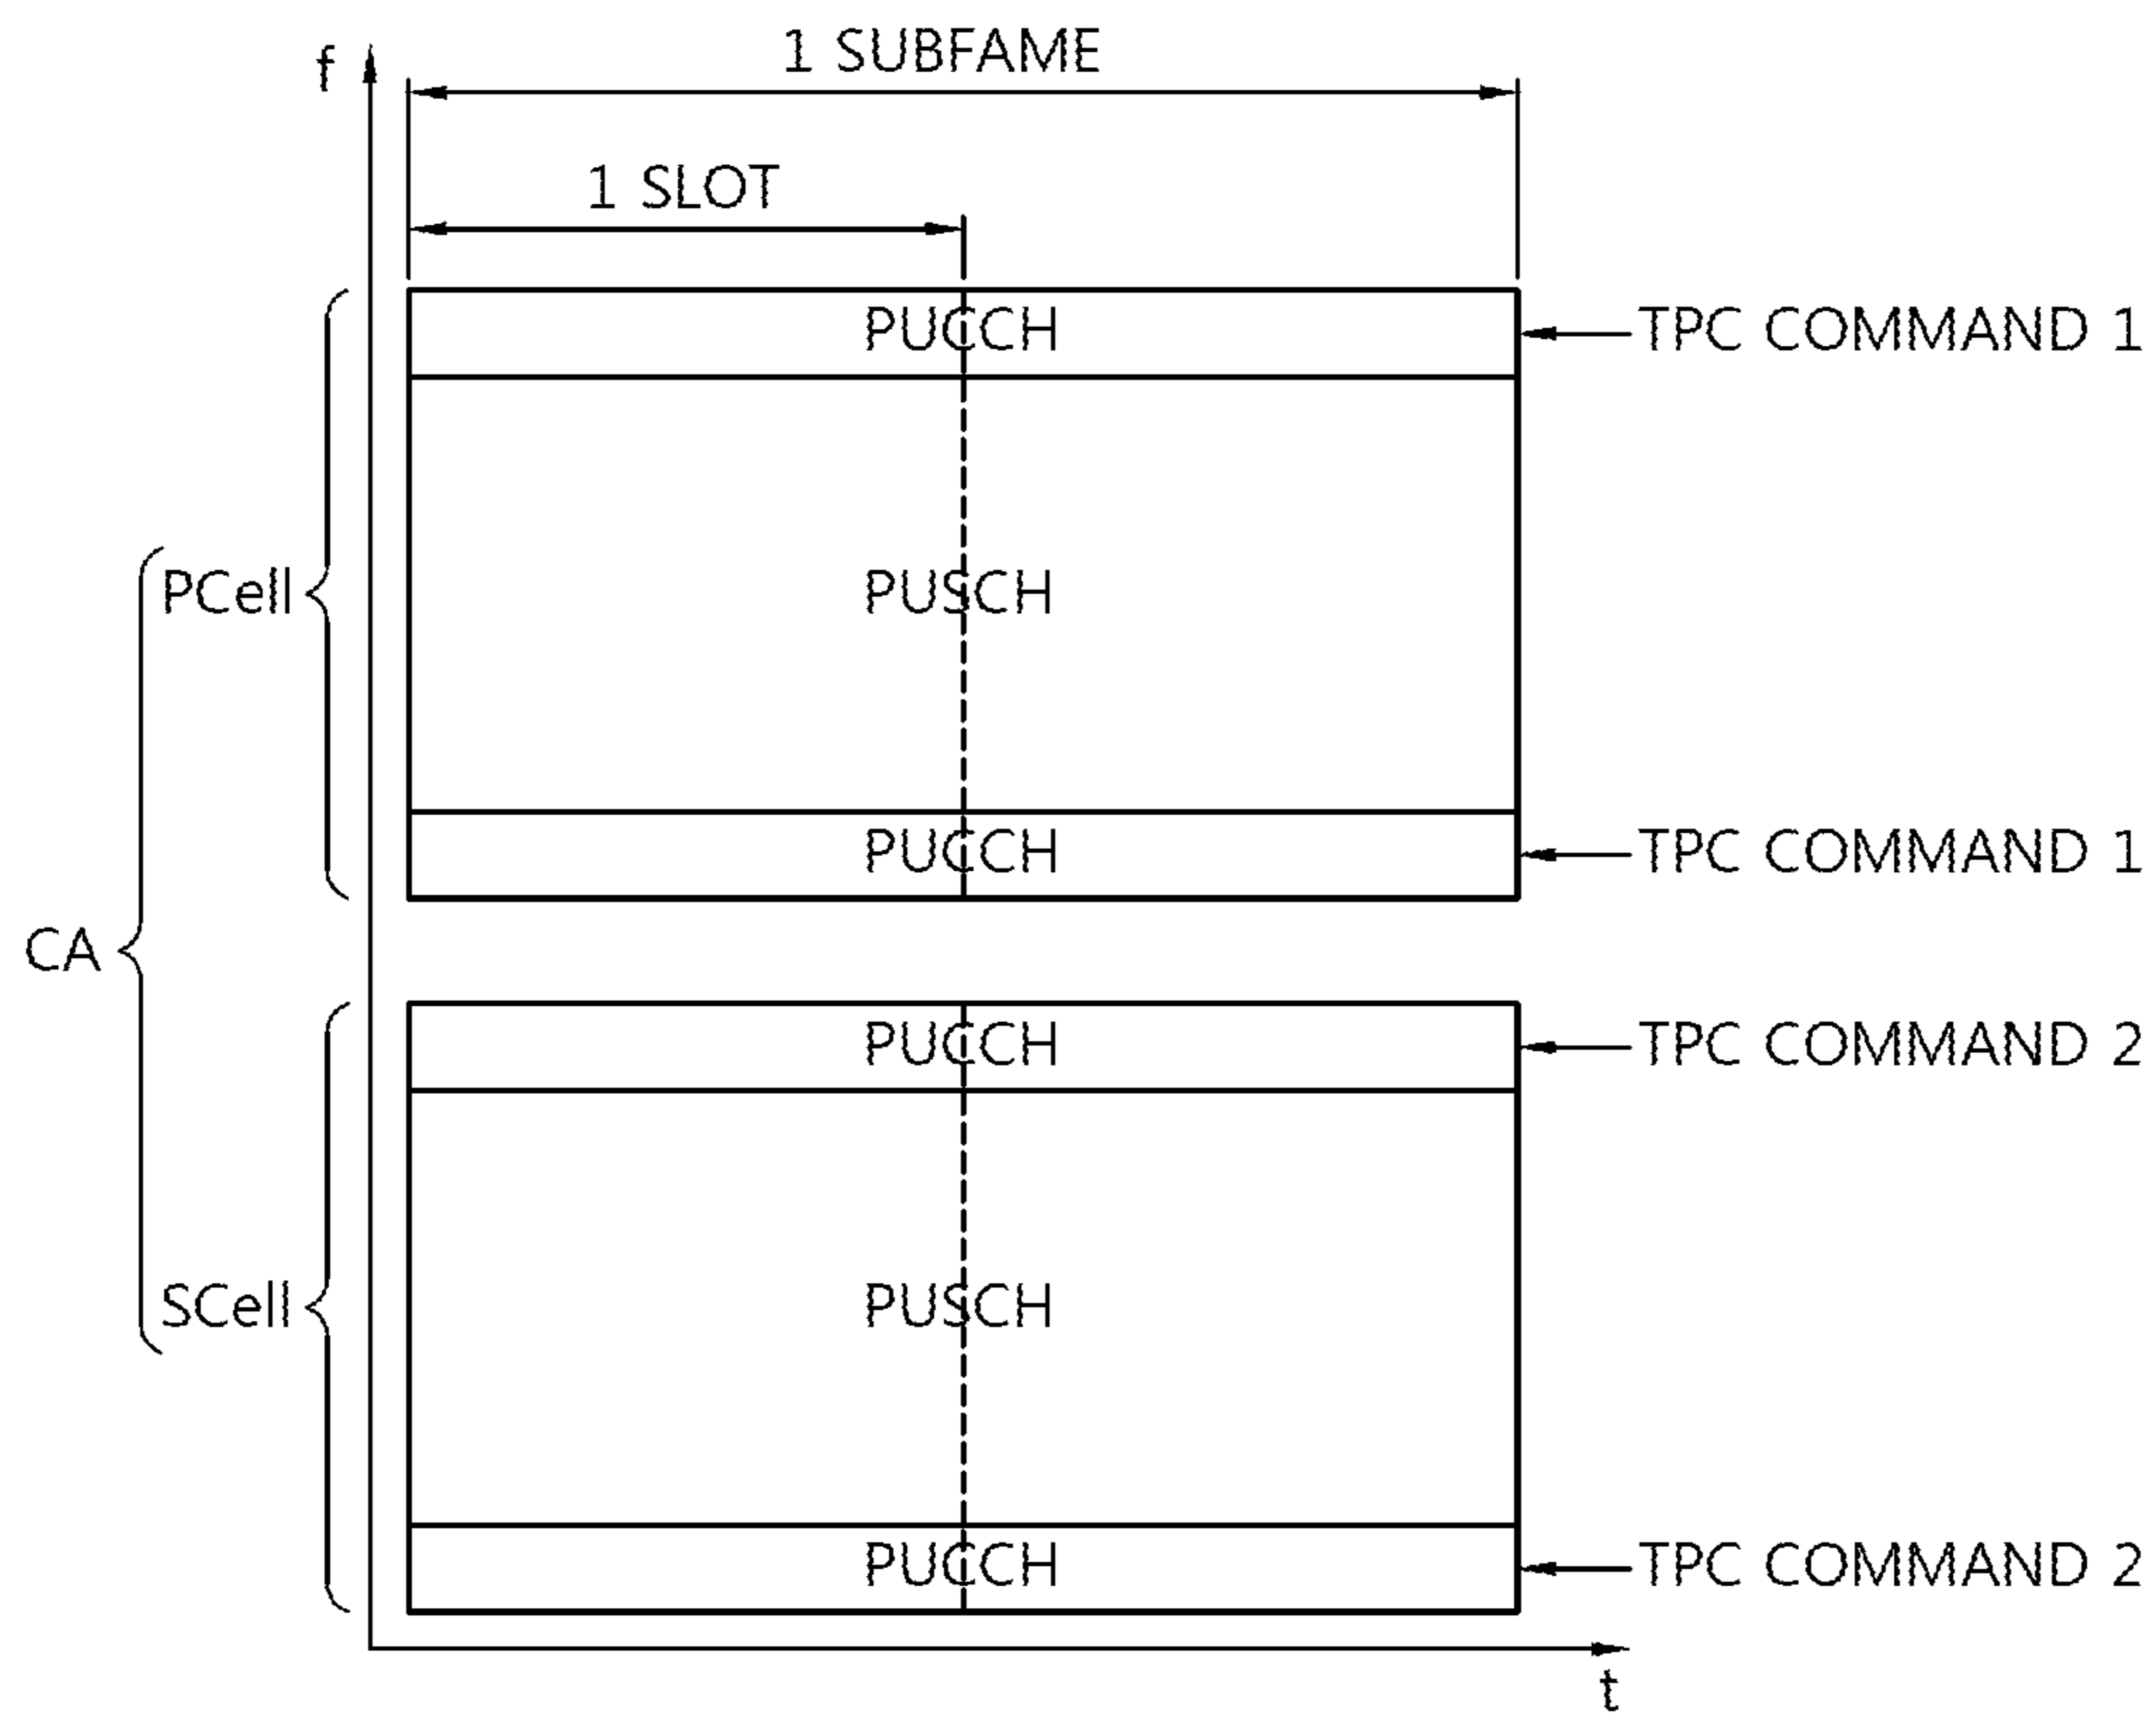 f
1 SUBFAME
1 SLOT
PUCCH
TPC COMMAND 1
PCell
PUSCH
PUCCH
TPC COMMAND 1
CA
PUCCH
TPC COMMAND 2
SCell
PUSCH
PUCCH
TPC COMMAND 2
t